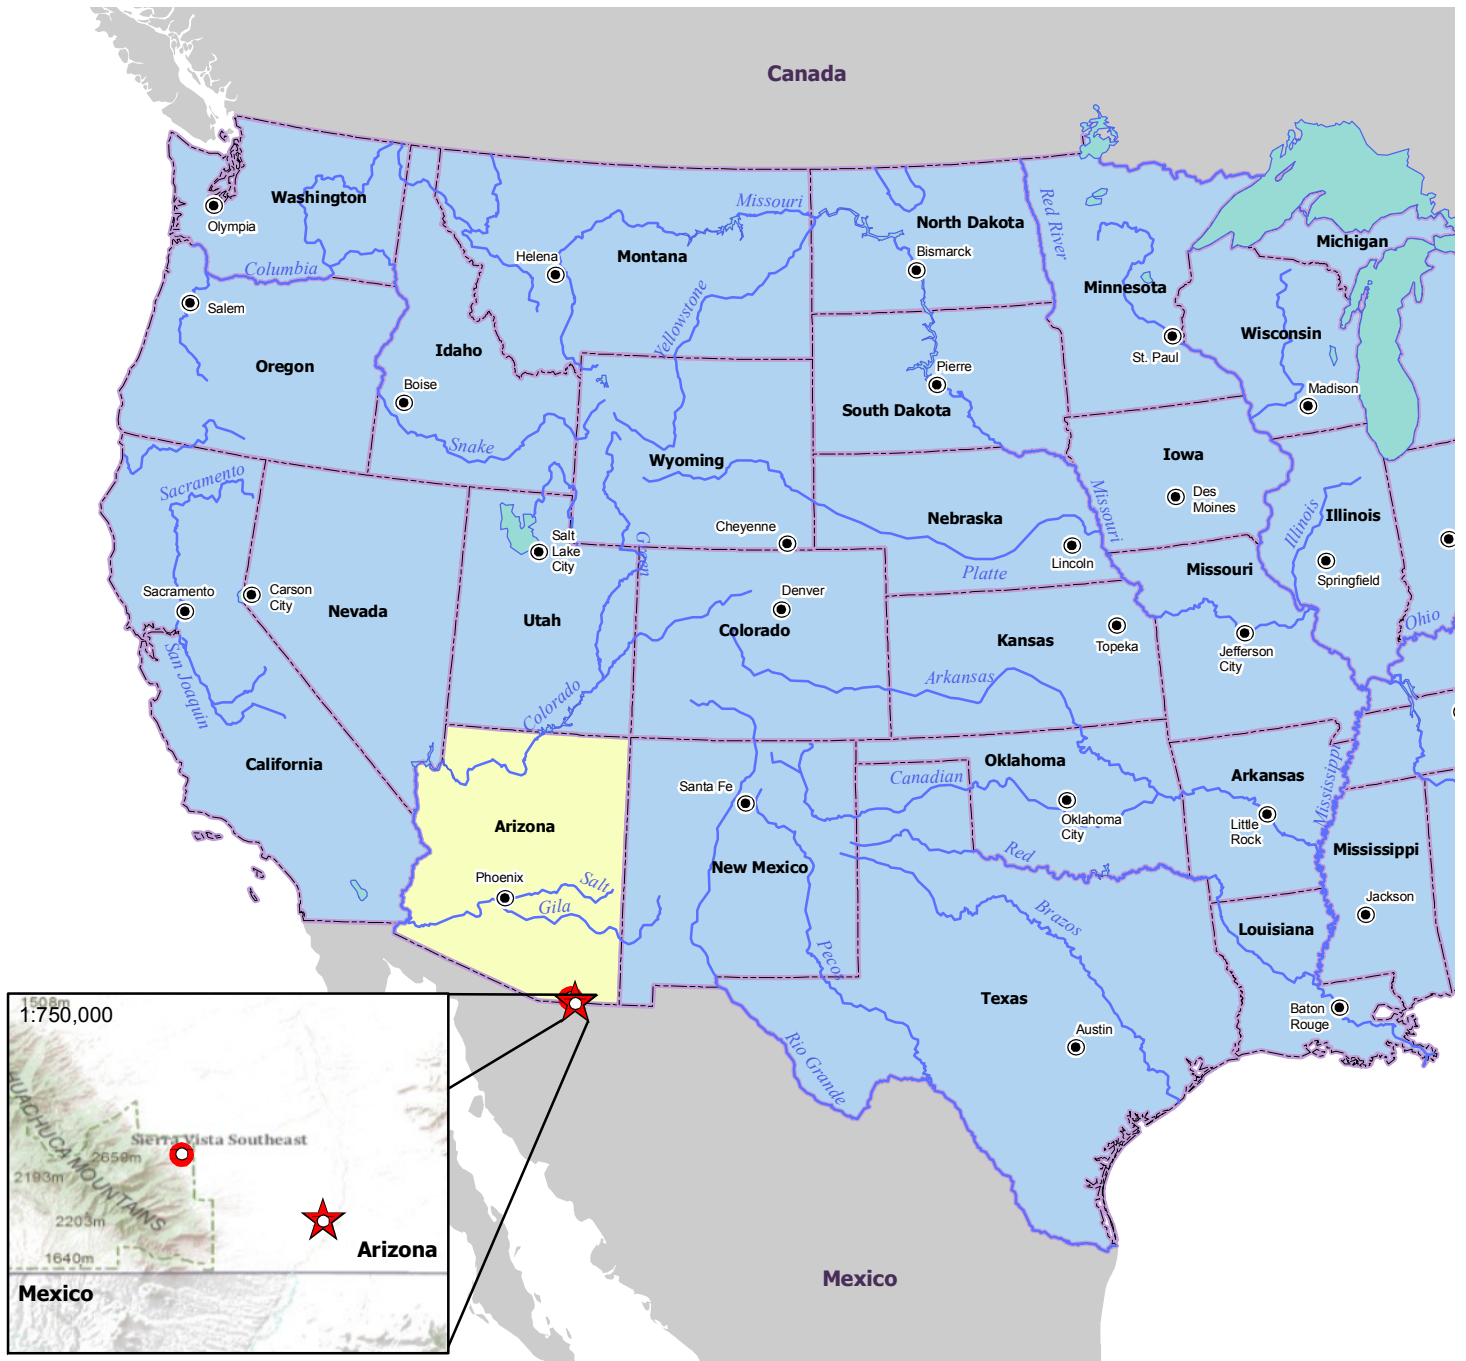 Canada
Washington
Olympia
Columbia
Missouri
Red River
North Dakota
Bismarck
Michigan
Helena
Montana
Minnesota
St. Paul
Wisconsin
Salem
Yellowstone
Oregon
Idaho
Boise
Pierre
South Dakota
Madison
Snake
Wyoming
Iowa
Des
Moines
Sacramento
Missouri
Nebraska
Illinois
Illinois
Cheyenne
Salt
Lake
City
Green
Lincoln
Platte
Missouri
Springfield
Sacramento
Carson
City
Nevada
Utah
Denver
Colorado
Kansas
Topeka
Jefferson
City
Ohio
San Joaquin
Colorado
Arkansas
California
Santa Fe
Canadian
Oklahoma
Oklahoma
City
Arkansas
Little
Rock
Mississippi
Mississippi
Arizona
Phoenix
Salt
Gila
New Mexico
Red
Brazos
Jackson
Louisiana
Pecos
Texas
Baton
Rouge
Austin
Rio Grande
Mexico
1508m
1:750,000
HUACHUCA MOUNTAINS
Sierra Vista Southeast
2659m
2193m
2203m
1640m
Arizona
Mexico